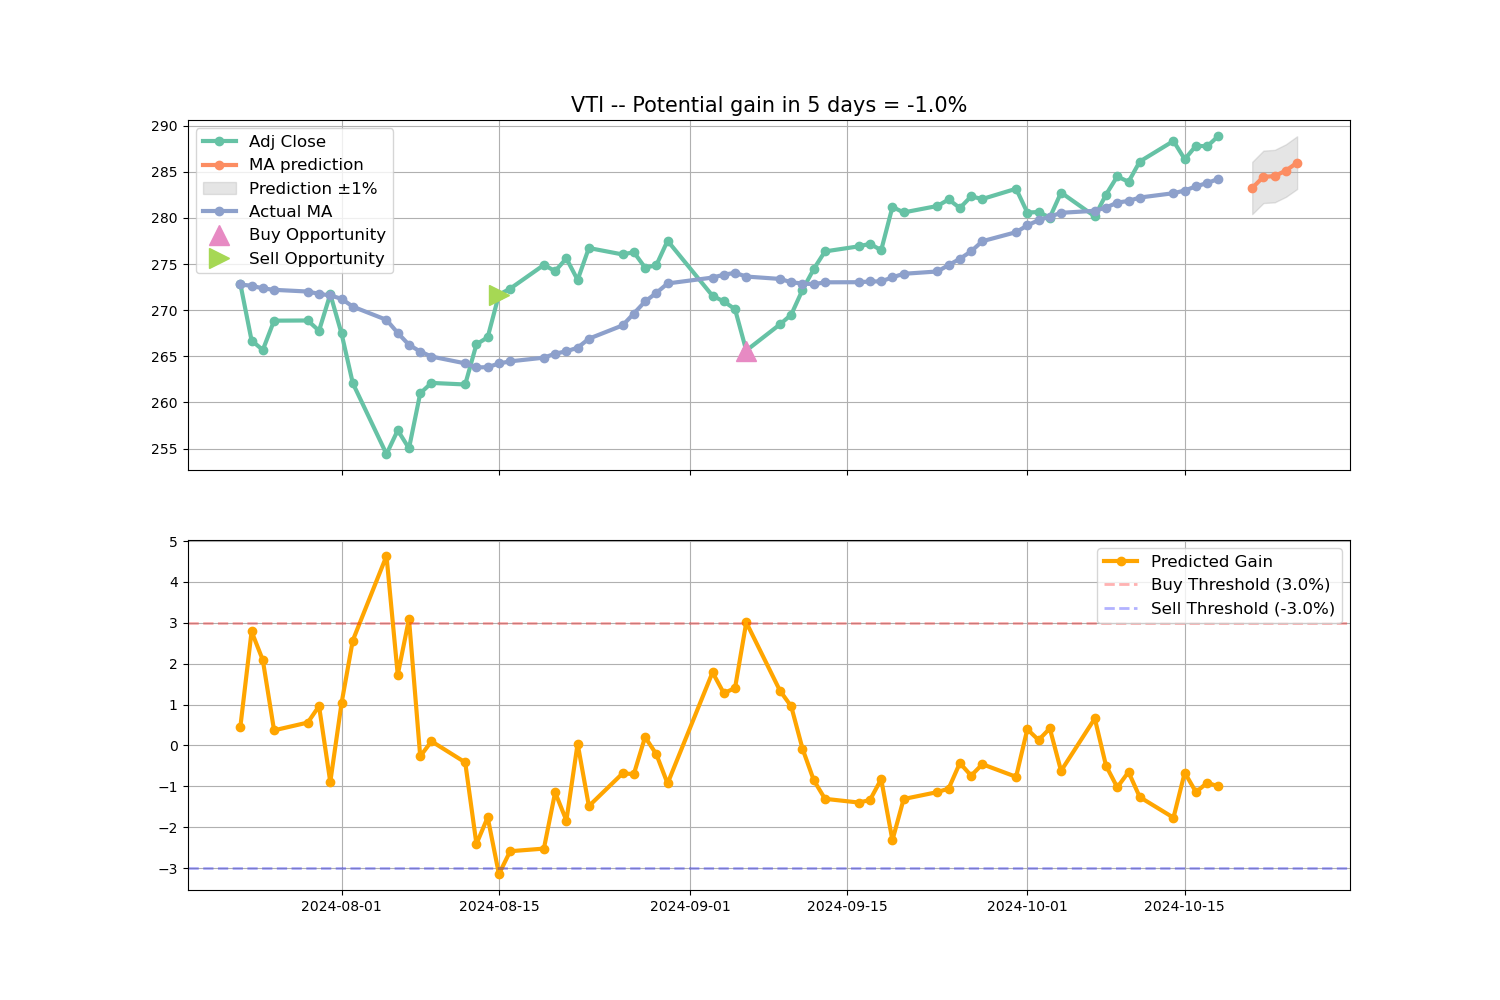 VTI -- Potential gain in 5 days = -1.0%
290
285
280
275
270
265
260
255
Adj Close
MA prediction
Prediction ±1%
Actual MA
Buy Opportunity
Sell Opportunity
5
4
3
2
1
0
−1
−2
−3
Predicted Gain
Buy Threshold (3.0%)
Sell Threshold (-3.0%)
2024-08-01
2024-08-15
2024-09-01
2024-09-15
2024-10-01
2024-10-15